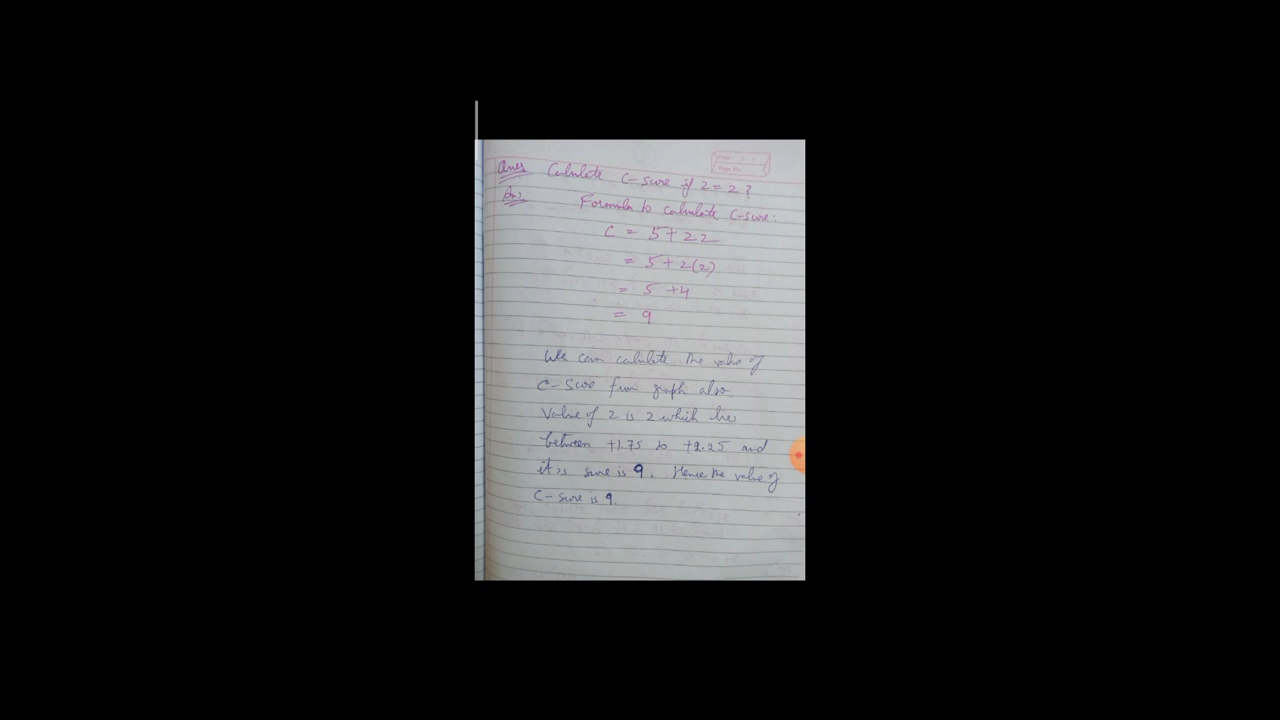 Ques Calculate C-score if z = 2?
Ans Formula to calculate C-score:
C = 5 + 2z
= 5 + 2(2)
= 5 + 4
= 9
We can calculate the value of
C-score from graph also.
Value of z is 2 which lies
between +1.75 to +2.25 and
its score is 9. Hence the value of
C-score is 9.